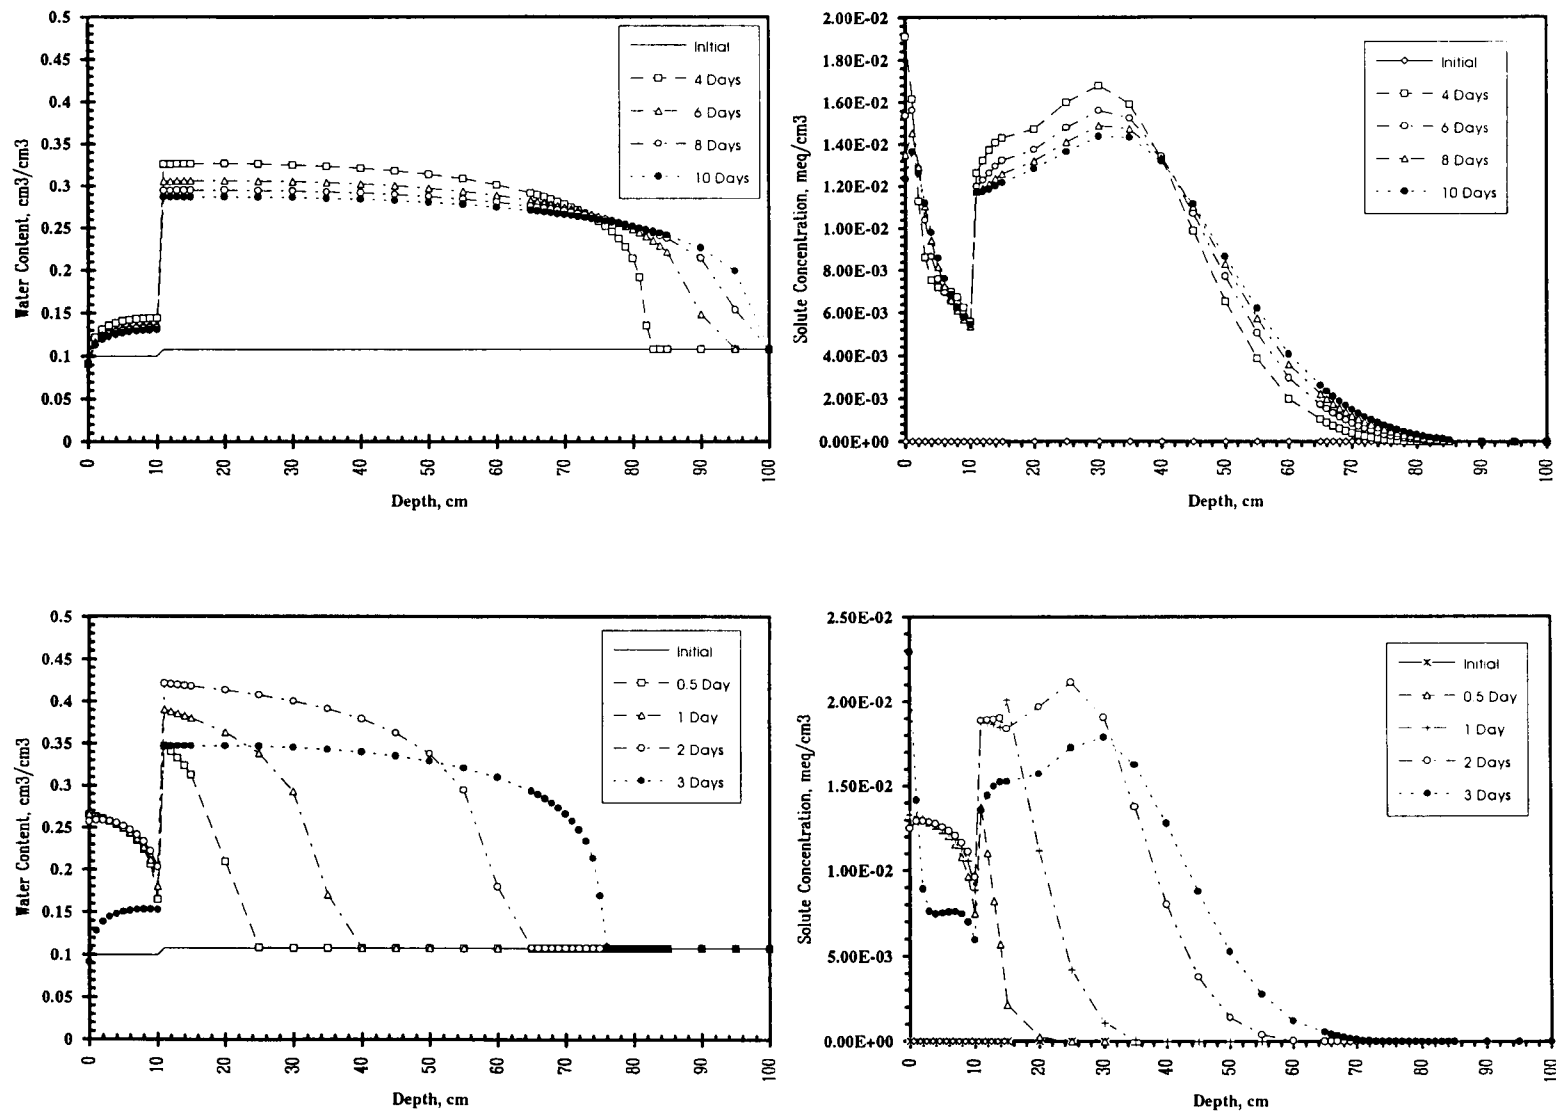 Water Content, cm3/cm3
0.5
0.45
0.4
0.35
0.3
0.25
0.2
0.15
0.1
0.05
0
Initial
4 Days
6 Days
8 Days
10 Days
0 10 20 30 40 50 60 70 80 90 100
Depth, cm
Solute Concentration, meq/cm3
2.00E-02
1.80E-02
1.60E-02
1.40E-02
1.20E-02
1.00E-02
8.00E-03
6.00E-03
4.00E-03
2.00E-03
0.00E+00
Initial
4 Days
6 Days
8 Days
10 Days
0 10 20 30 40 50 60 70 80 90 100
Depth, cm
Water Content, cm3/cm3
0.5
0.45
0.4
0.35
0.3
0.25
0.2
0.15
0.1
0.05
0
Initial
0.5 Day
1 Day
2 Days
3 Days
0 10 20 30 40 50 60 70 80 90 100
Depth, cm
Solute Concentration, meq/cm3
2.50E-02
2.00E-02
1.50E-02
1.00E-02
5.00E-03
0.00E+00
Initial
0.5 Day
1 Day
2 Days
3 Days
0 10 20 30 40 50 60 70 80 90 100
Depth, cm